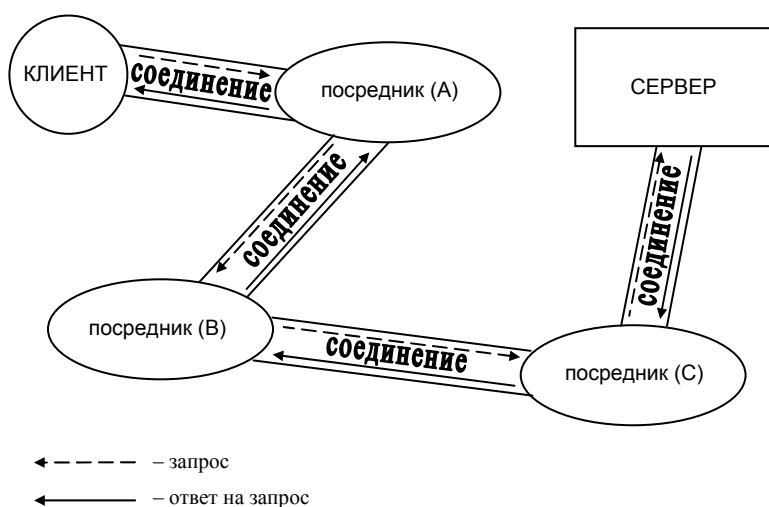 КЛИЕНТ
соединение
посредник (А)
СЕРВЕР
соединение
соединение
посредник (В)
соединение
посредник (С)
– запрос
– ответ на запрос